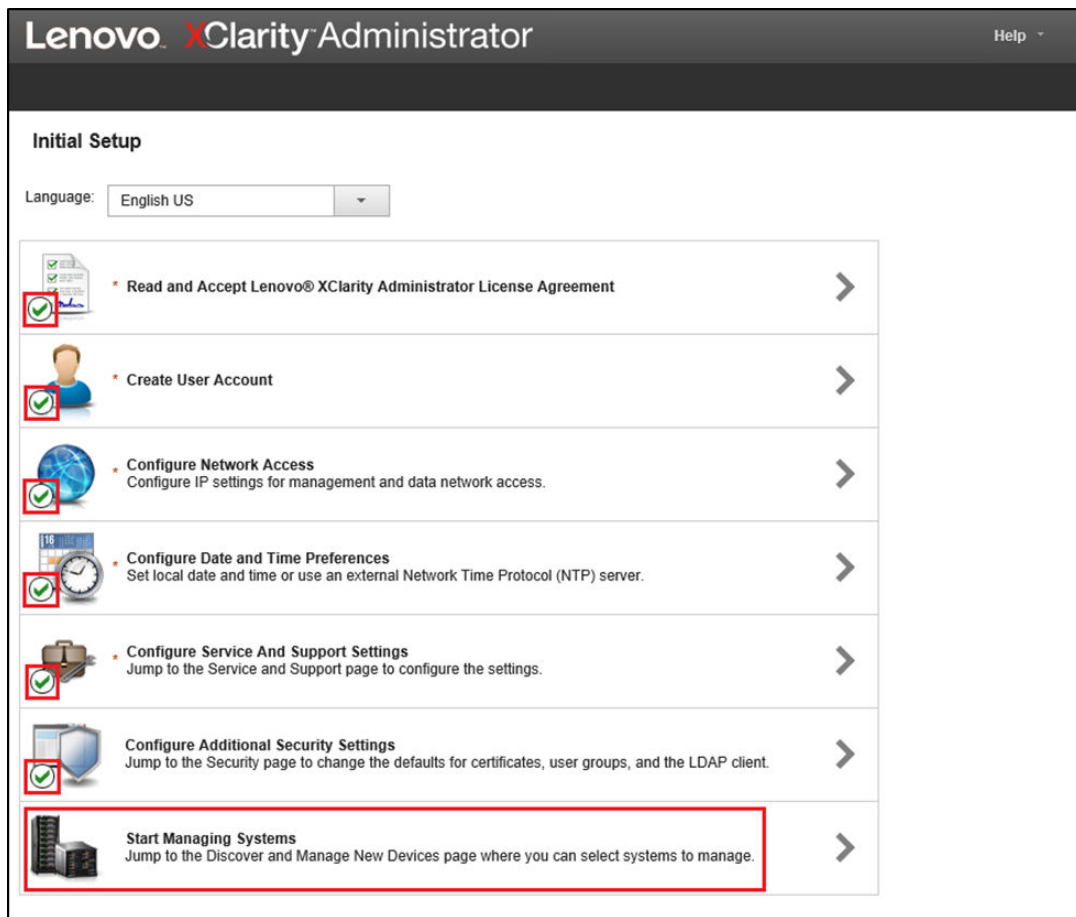 Lenovo XClarity Administrator
Help
Initial Setup
Language:
English US
* Read and Accept Lenovo® XClarity Administrator License Agreement
* Create User Account
* Configure Network Access
Configure IP settings for management and data network access.
16
* Configure Date and Time Preferences
Set local date and time or use an external Network Time Protocol (NTP) server.
* Configure Service And Support Settings
Jump to the Service and Support page to configure the settings.
Configure Additional Security Settings
Jump to the Security page to change the defaults for certificates, user groups, and the LDAP client.
Start Managing Systems
Jump to the Discover and Manage New Devices page where you can select systems to manage.